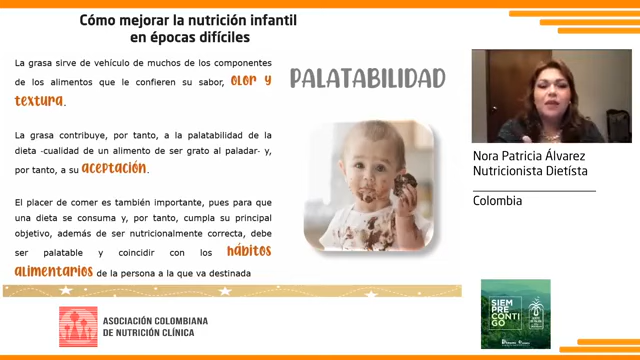 Cómo mejorar la nutrición infantil
en épocas difíciles
La grasa sirve de vehículo de muchos de los componentes
de los alimentos que le confieren su sabor, olor y
textura.
PALATABILIDAD
La grasa contribuye, por tanto, a la palatabilidad de la
dieta -cualidad de un alimento de ser grato al paladar- y,
por tanto, a su aceptación.
El placer de comer es también importante, pues para que
una dieta se consuma y, por tanto, cumpla su principal
objetivo, además de ser nutricionalmente correcta, debe
ser palatable y coincidir con los hábitos
alimentarios de la persona a la que va destinada
Nora Patricia Álvarez
Nutricionista Dietísta
Colombia
ASOCIACIÓN COLOMBIANA
DE NUTRICIÓN CLÍNICA
SIEM
PRE
CONTI
GO